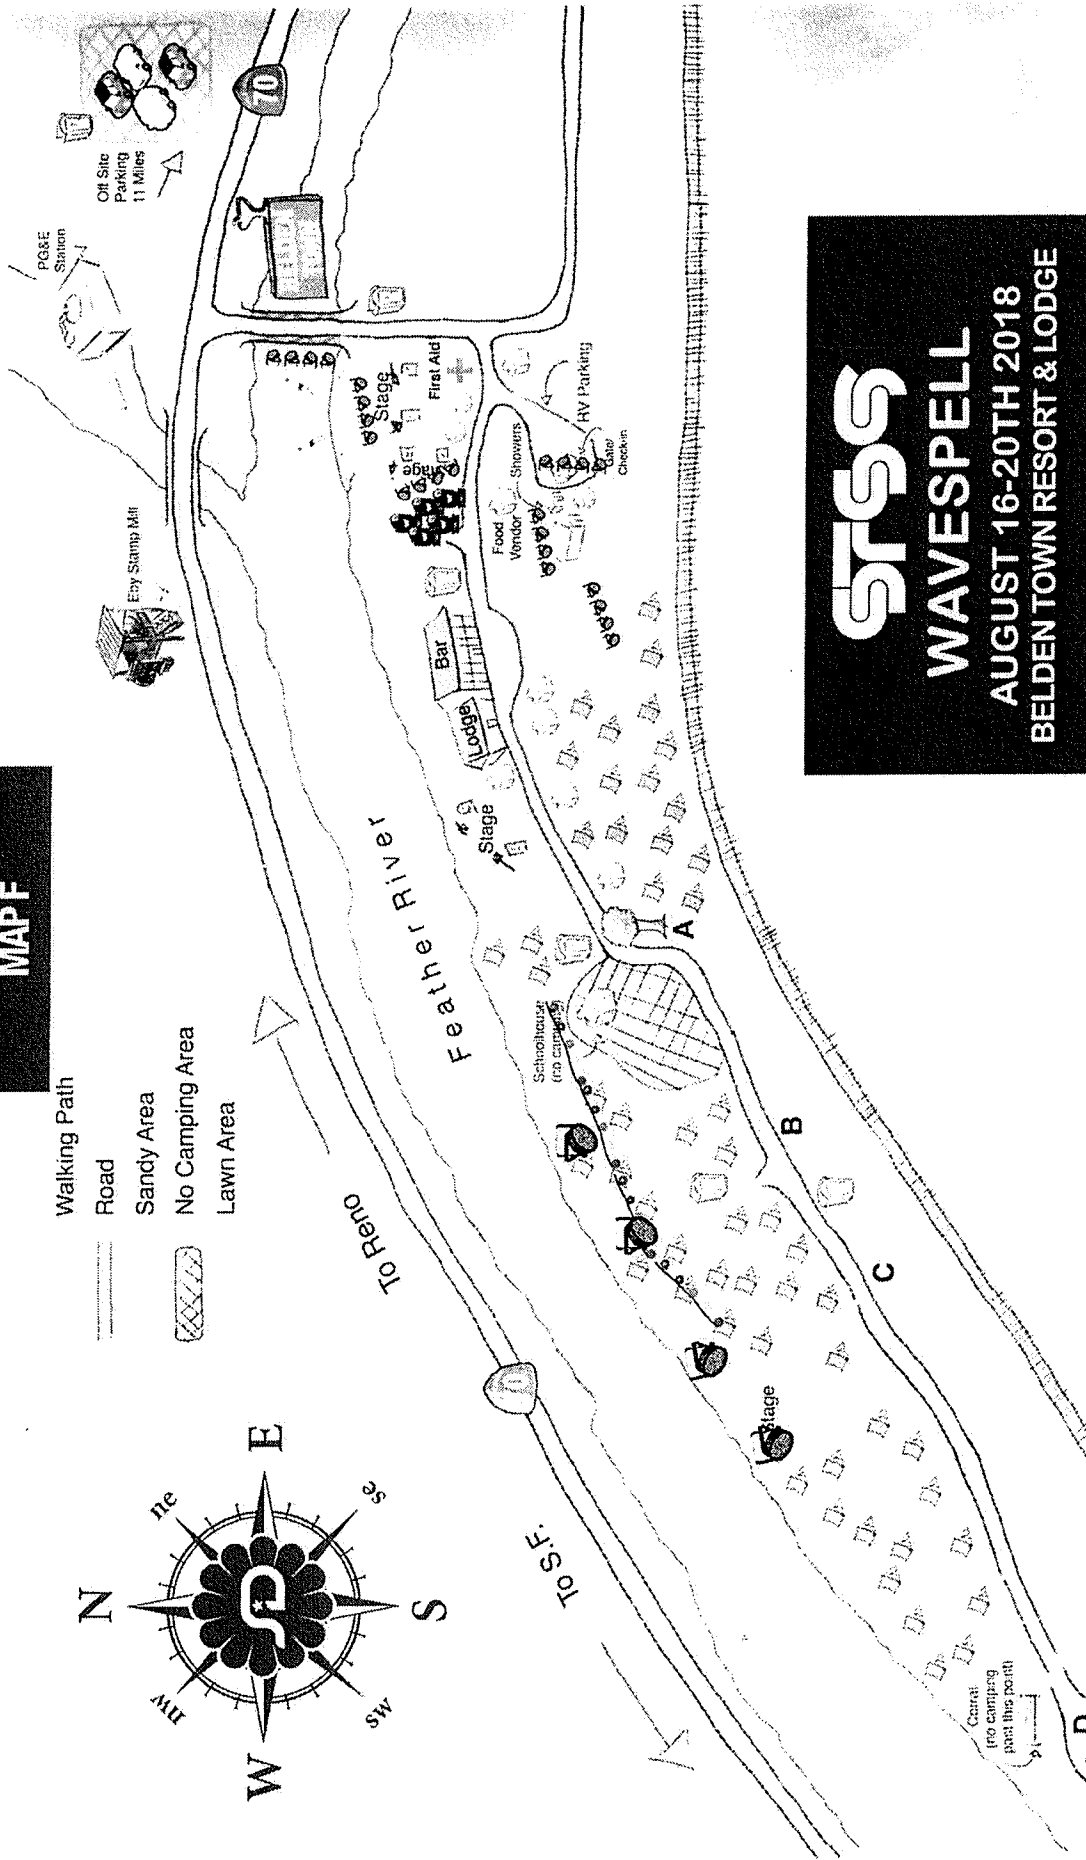 MAP F
Walking Path
Road
Sandy Area
No Camping Area
Lawn Area
N
ne
E
se
S
sw
W
nw
To Reno
To S.F.
70
Feather River
Eby Stamp Mill
PG&E
Station
Off Site
Parking
11 Miles
70
Stage
First Aid
RV Parking
Showers
Gate/
Check-in
Food
Vendor
Bar
Lodge
Stage
Schoolhouse
(no camping)
A
B
C
Stage
Corral
(no camping
past this point)
D
STSS
WAVESPELL
AUGUST 16-20TH 2018
BELDEN TOWN RESORT & LODGE